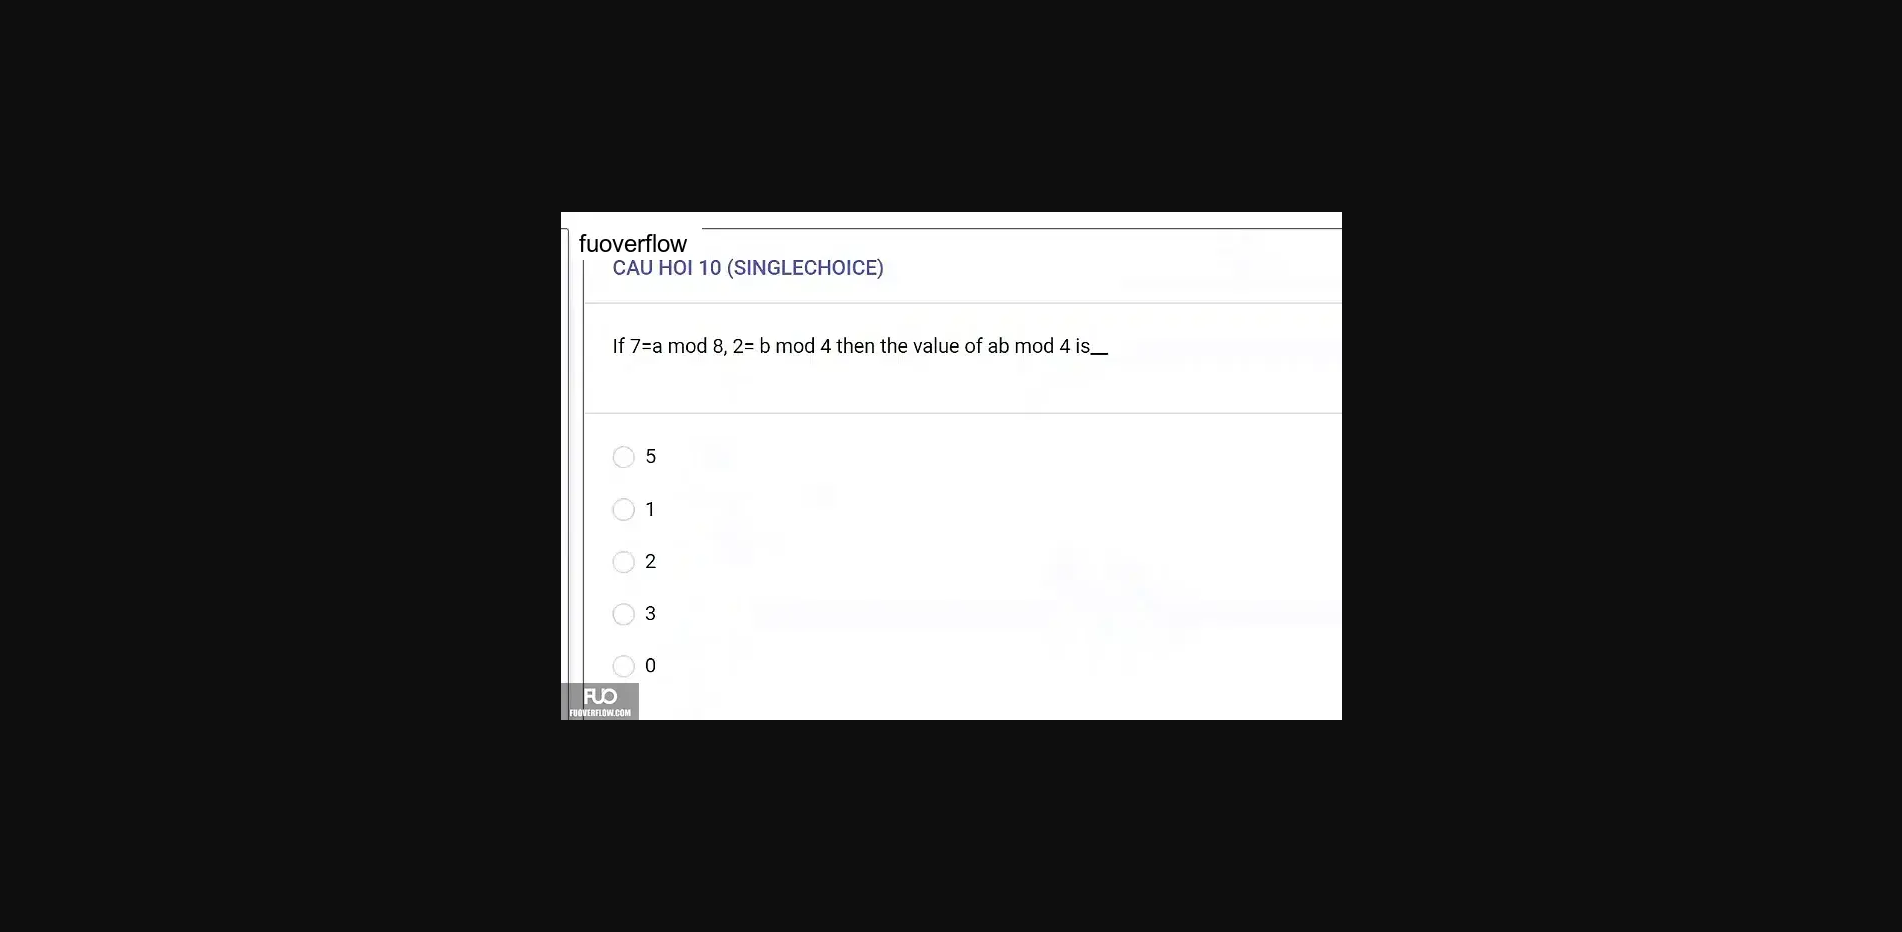 fuoverflow
CAU HOI 10 (SINGLECHOICE)
If 7=a mod 8, 2= b mod 4 then the value of ab mod 4 is__
5
1
2
3
0
FUO
FUOVERFLOW.COM